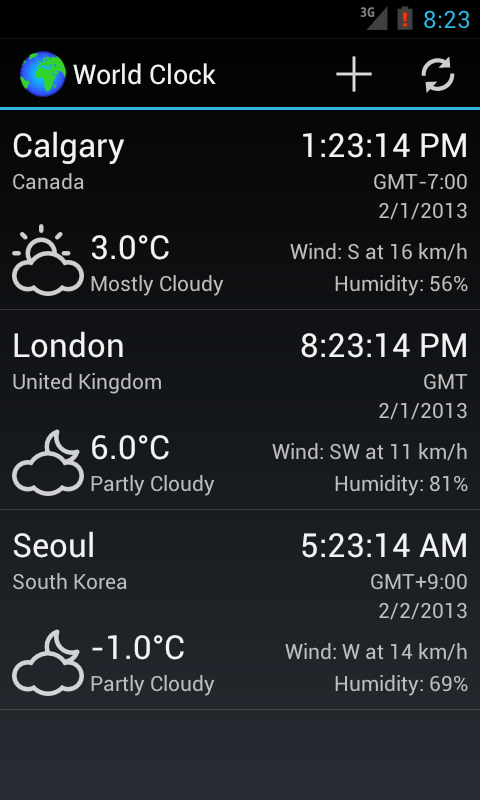 3G 8:23
World Clock
Calgary 1:23:14 PM
Canada GMT-7:00
2/1/2013
3.0°C Wind: S at 16 km/h
Mostly Cloudy Humidity: 56%
London 8:23:14 PM
United Kingdom GMT
2/1/2013
6.0°C Wind: SW at 11 km/h
Partly Cloudy Humidity: 81%
Seoul 5:23:14 AM
South Korea GMT+9:00
2/2/2013
-1.0°C Wind: W at 14 km/h
Partly Cloudy Humidity: 69%